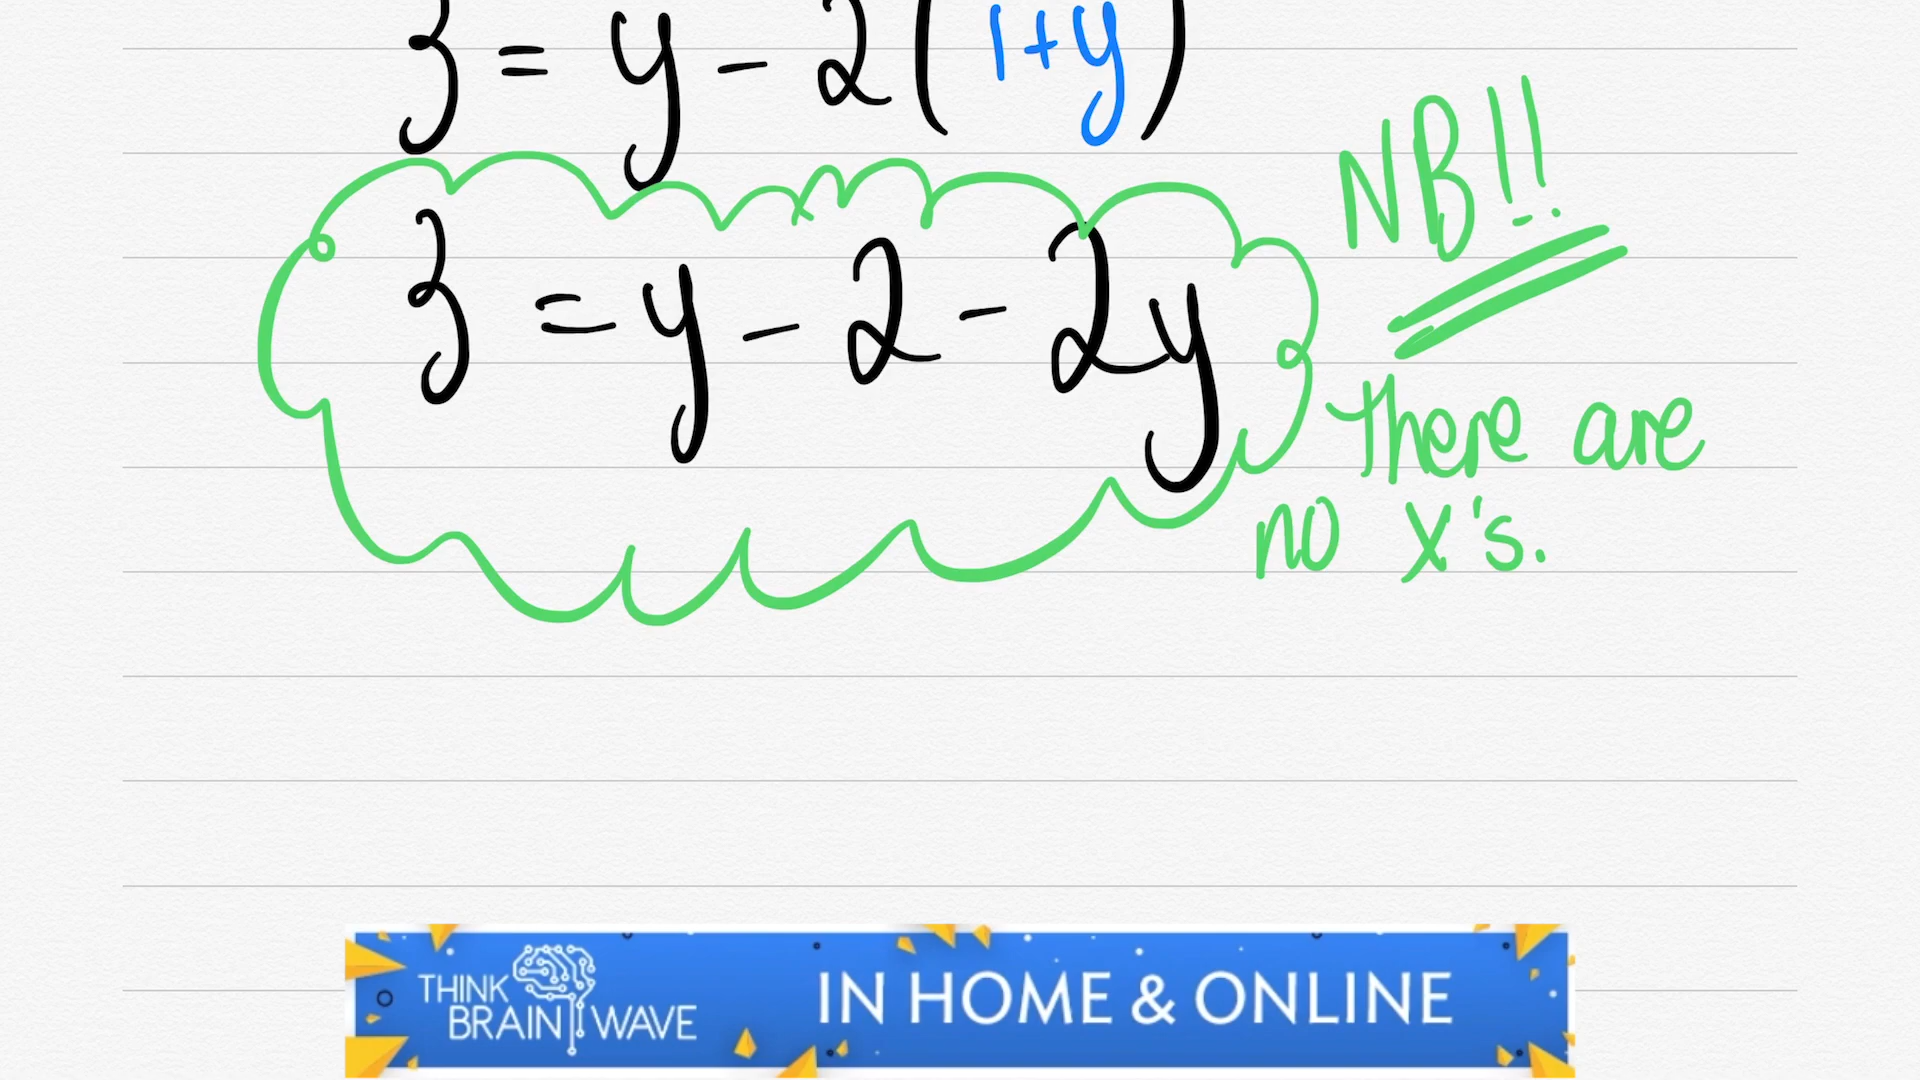 3 = y - 2(1+y)
3 = y - 2 - 2y
NB!!
there are
no x's.
THINK
BRAIN WAVE
IN HOME & ONLINE